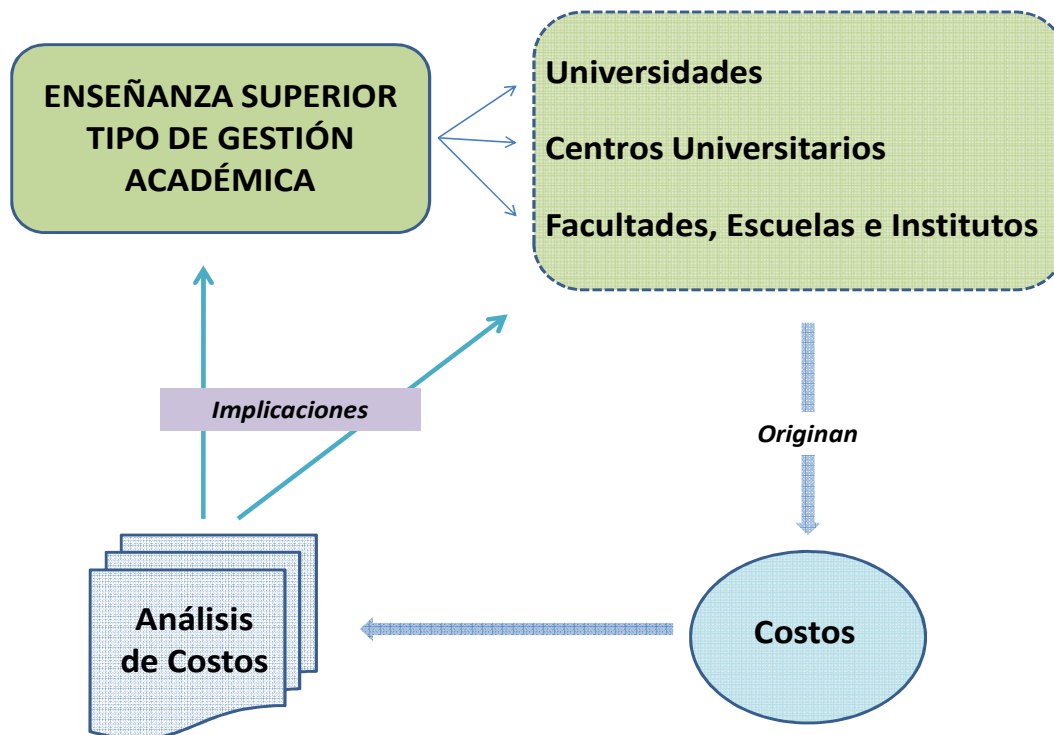 ENSEÑANZA SUPERIOR
TIPO DE GESTIÓN
ACADÉMICA
Universidades
Centros Universitarios
Facultades, Escuelas e Institutos
Implicaciones
Originan
Análisis
de Costos
Costos